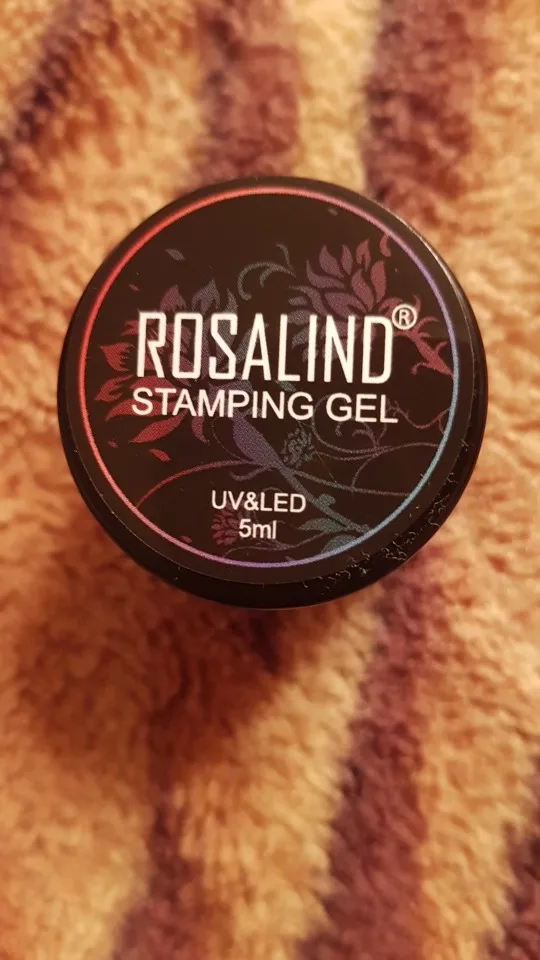 ROSALIND®
STAMPING GEL
UV&LED
5ml